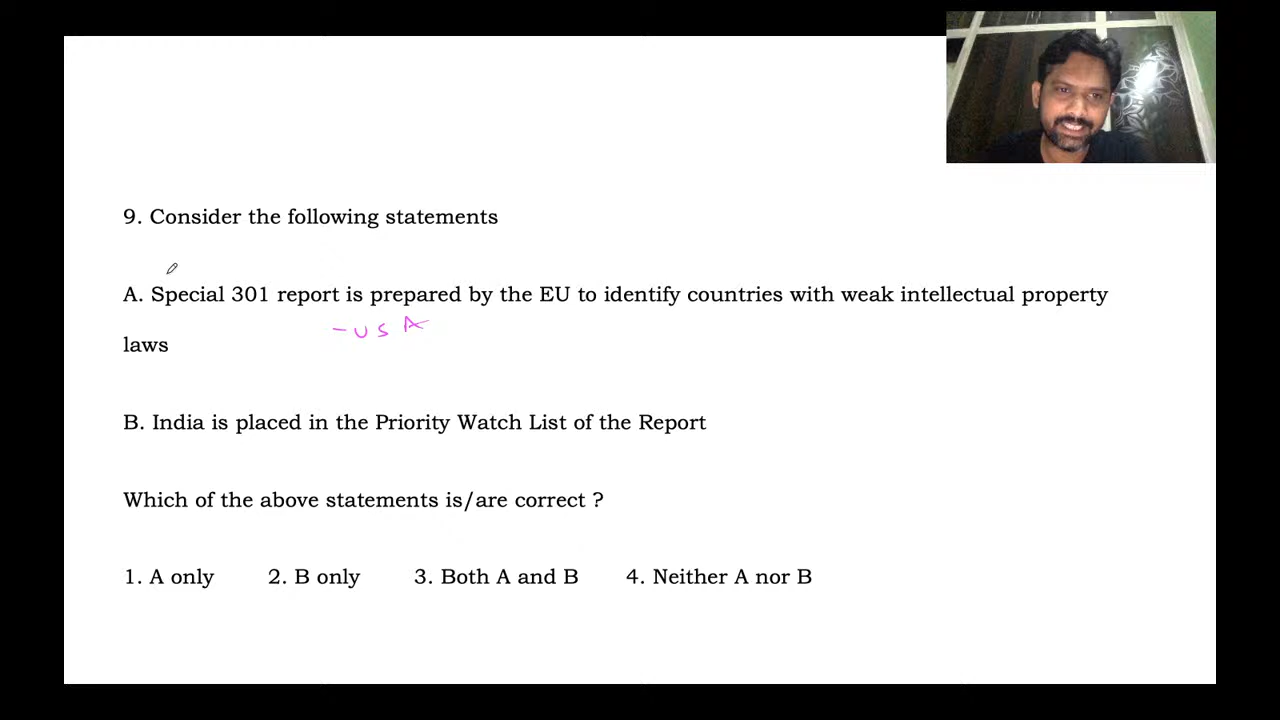 9. Consider the following statements
A. Special 301 report is prepared by the EU to identify countries with weak intellectual property
- U S A
laws
B. India is placed in the Priority Watch List of the Report
Which of the above statements is/are correct ?
1. A only 2. B only 3. Both A and B 4. Neither A nor B